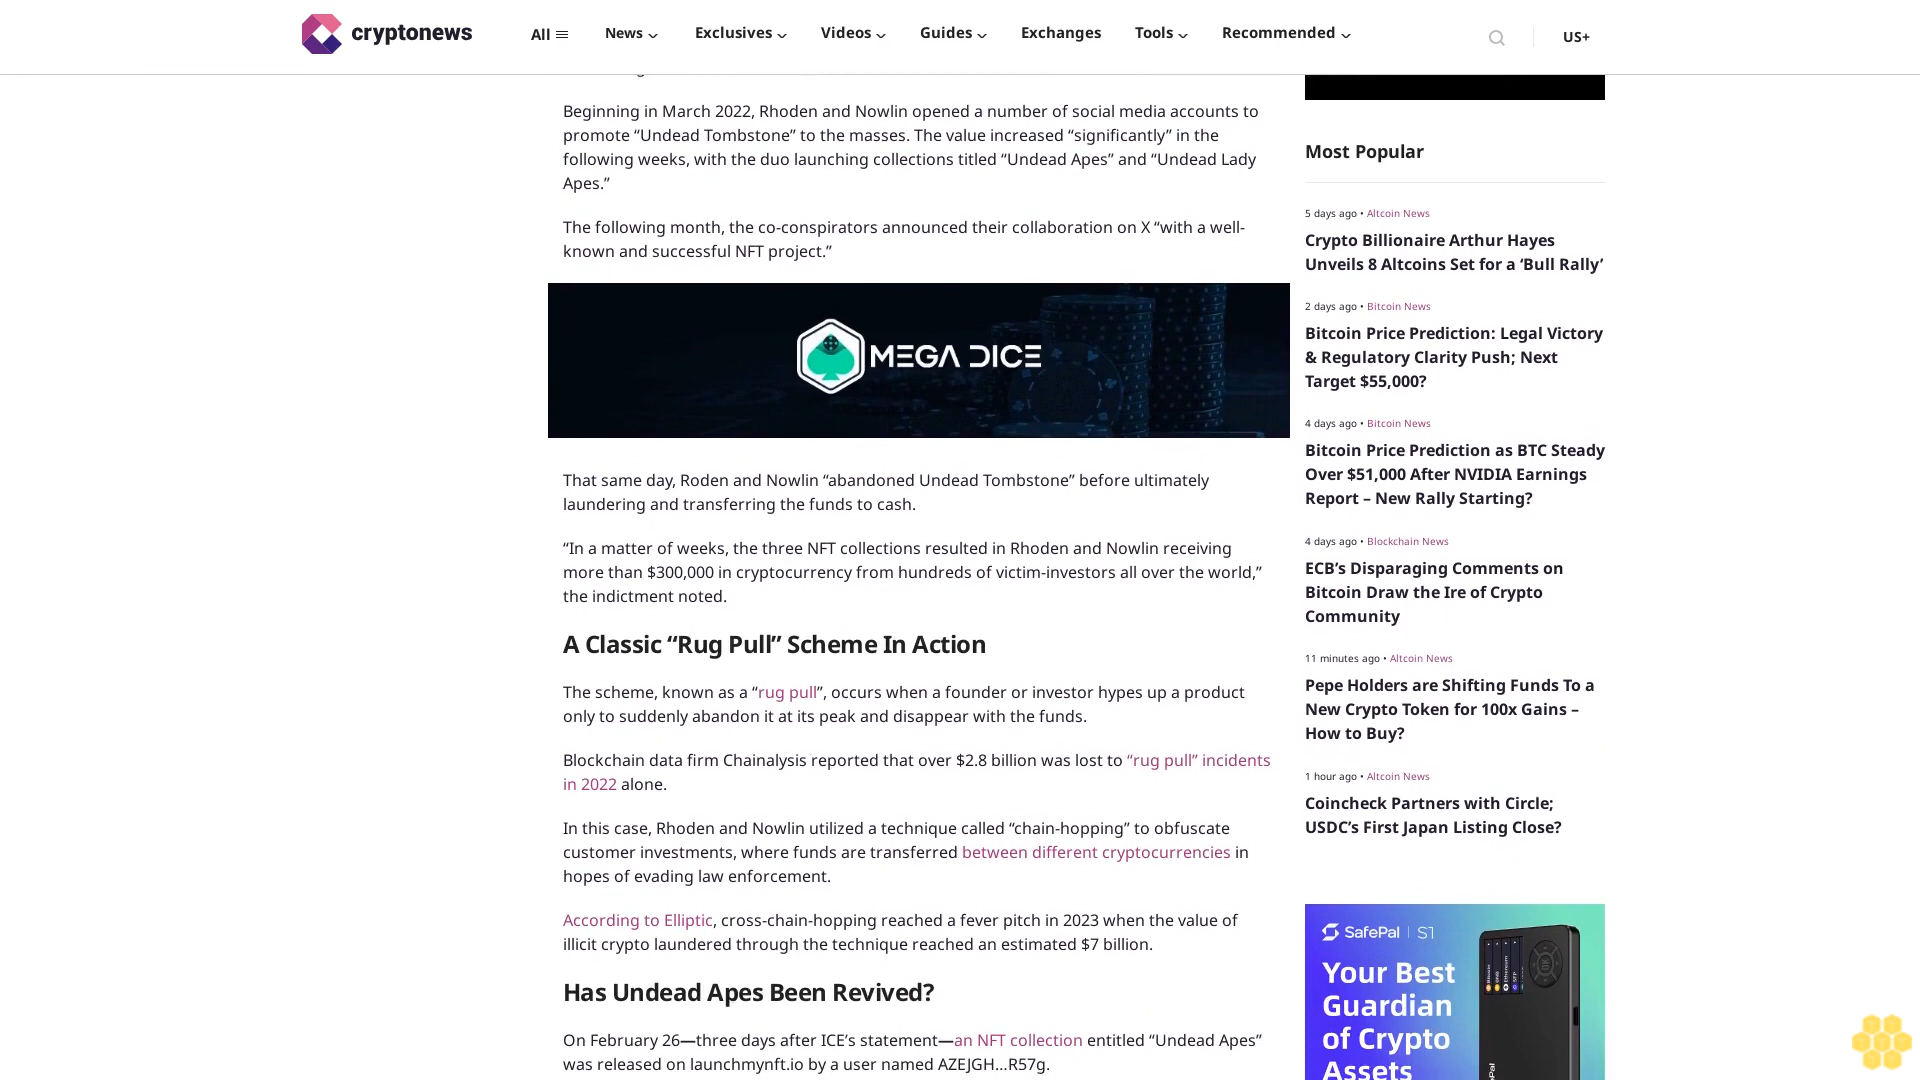 cryptonews
All
News
Exclusives
Videos
Guides
Exchanges
Tools
Recommended
US+
Beginning in March 2022, Rhoden and Nowlin opened a number of social media accounts to
promote “Undead Tombstone” to the masses. The value increased “significantly” in the
following weeks, with the duo launching collections titled “Undead Apes” and “Undead Lady
Apes.”
The following month, the co-conspirators announced their collaboration on X “with a well-
known and successful NFT project.”
MEGA DICE
That same day, Roden and Nowlin “abandoned Undead Tombstone” before ultimately
laundering and transferring the funds to cash.
“In a matter of weeks, the three NFT collections resulted in Rhoden and Nowlin receiving
more than $300,000 in cryptocurrency from hundreds of victim-investors all over the world,”
the indictment noted.
A Classic “Rug Pull” Scheme In Action
The scheme, known as a “rug pull”, occurs when a founder or investor hypes up a product
only to suddenly abandon it at its peak and disappear with the funds.
Blockchain data firm Chainalysis reported that over $2.8 billion was lost to “rug pull” incidents
in 2022 alone.
In this case, Rhoden and Nowlin utilized a technique called “chain-hopping” to obfuscate
customer investments, where funds are transferred between different cryptocurrencies in
hopes of evading law enforcement.
According to Elliptic, cross-chain-hopping reached a fever pitch in 2023 when the value of
illicit crypto laundered through the technique reached an estimated $7 billion.
Has Undead Apes Been Revived?
On February 26—three days after ICE’s statement—an NFT collection entitled “Undead Apes”
was released on launchmynft.io by a user named AZEJGH…R57g.
Most Popular
5 days ago • Altcoin News
Crypto Billionaire Arthur Hayes
Unveils 8 Altcoins Set for a ‘Bull Rally’
2 days ago • Bitcoin News
Bitcoin Price Prediction: Legal Victory
& Regulatory Clarity Push; Next
Target $55,000?
4 days ago • Bitcoin News
Bitcoin Price Prediction as BTC Steady
Over $51,000 After NVIDIA Earnings
Report – New Rally Starting?
4 days ago • Blockchain News
ECB’s Disparaging Comments on
Bitcoin Draw the Ire of Crypto
Community
11 minutes ago • Altcoin News
Pepe Holders are Shifting Funds To a
New Crypto Token for 100x Gains –
How to Buy?
1 hour ago • Altcoin News
Coincheck Partners with Circle;
USDC’s First Japan Listing Close?
SafePal | S1
Your Best
Guardian
of Crypto
Assets